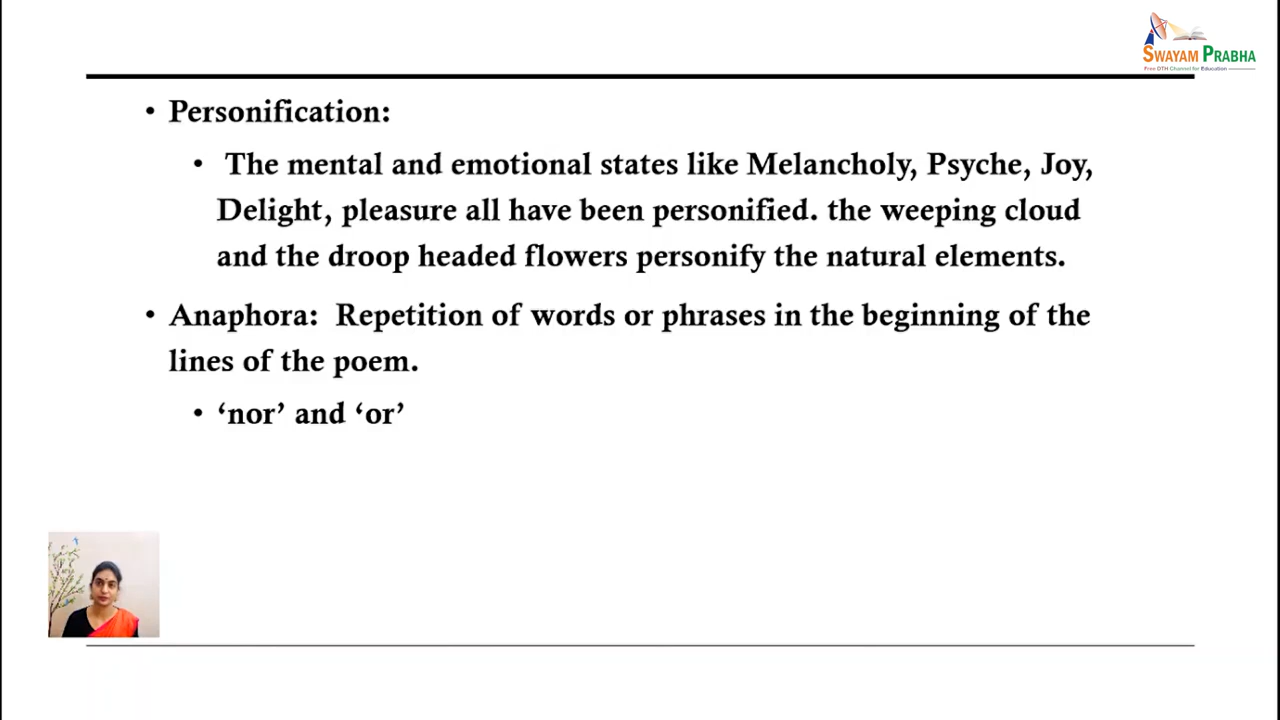 SWAYAM PRABHA
Free DTH Channel for Education
• Personification:
• The mental and emotional states like Melancholy, Psyche, Joy,
Delight, pleasure all have been personified. the weeping cloud
and the droop headed flowers personify the natural elements.
• Anaphora: Repetition of words or phrases in the beginning of the
lines of the poem.
• ‘nor’ and ‘or’